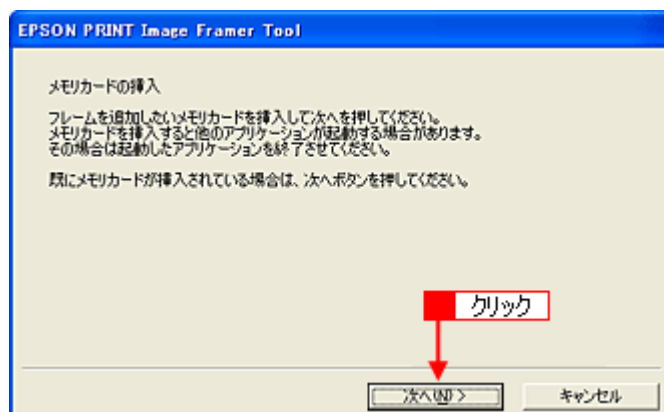 EPSON PRINT Image Framer Tool
メモリカードの挿入
フレームを追加したいメモリカードを挿入して次へを押してください。
メモリカードを挿入すると他のアプリケーションが起動する場合があります。
その場合は起動したアプリケーションを終了させてください。
既にメモリカードが挿入されている場合は、次へボタンを押してください。
クリック
次へ(N) >
キャンセル